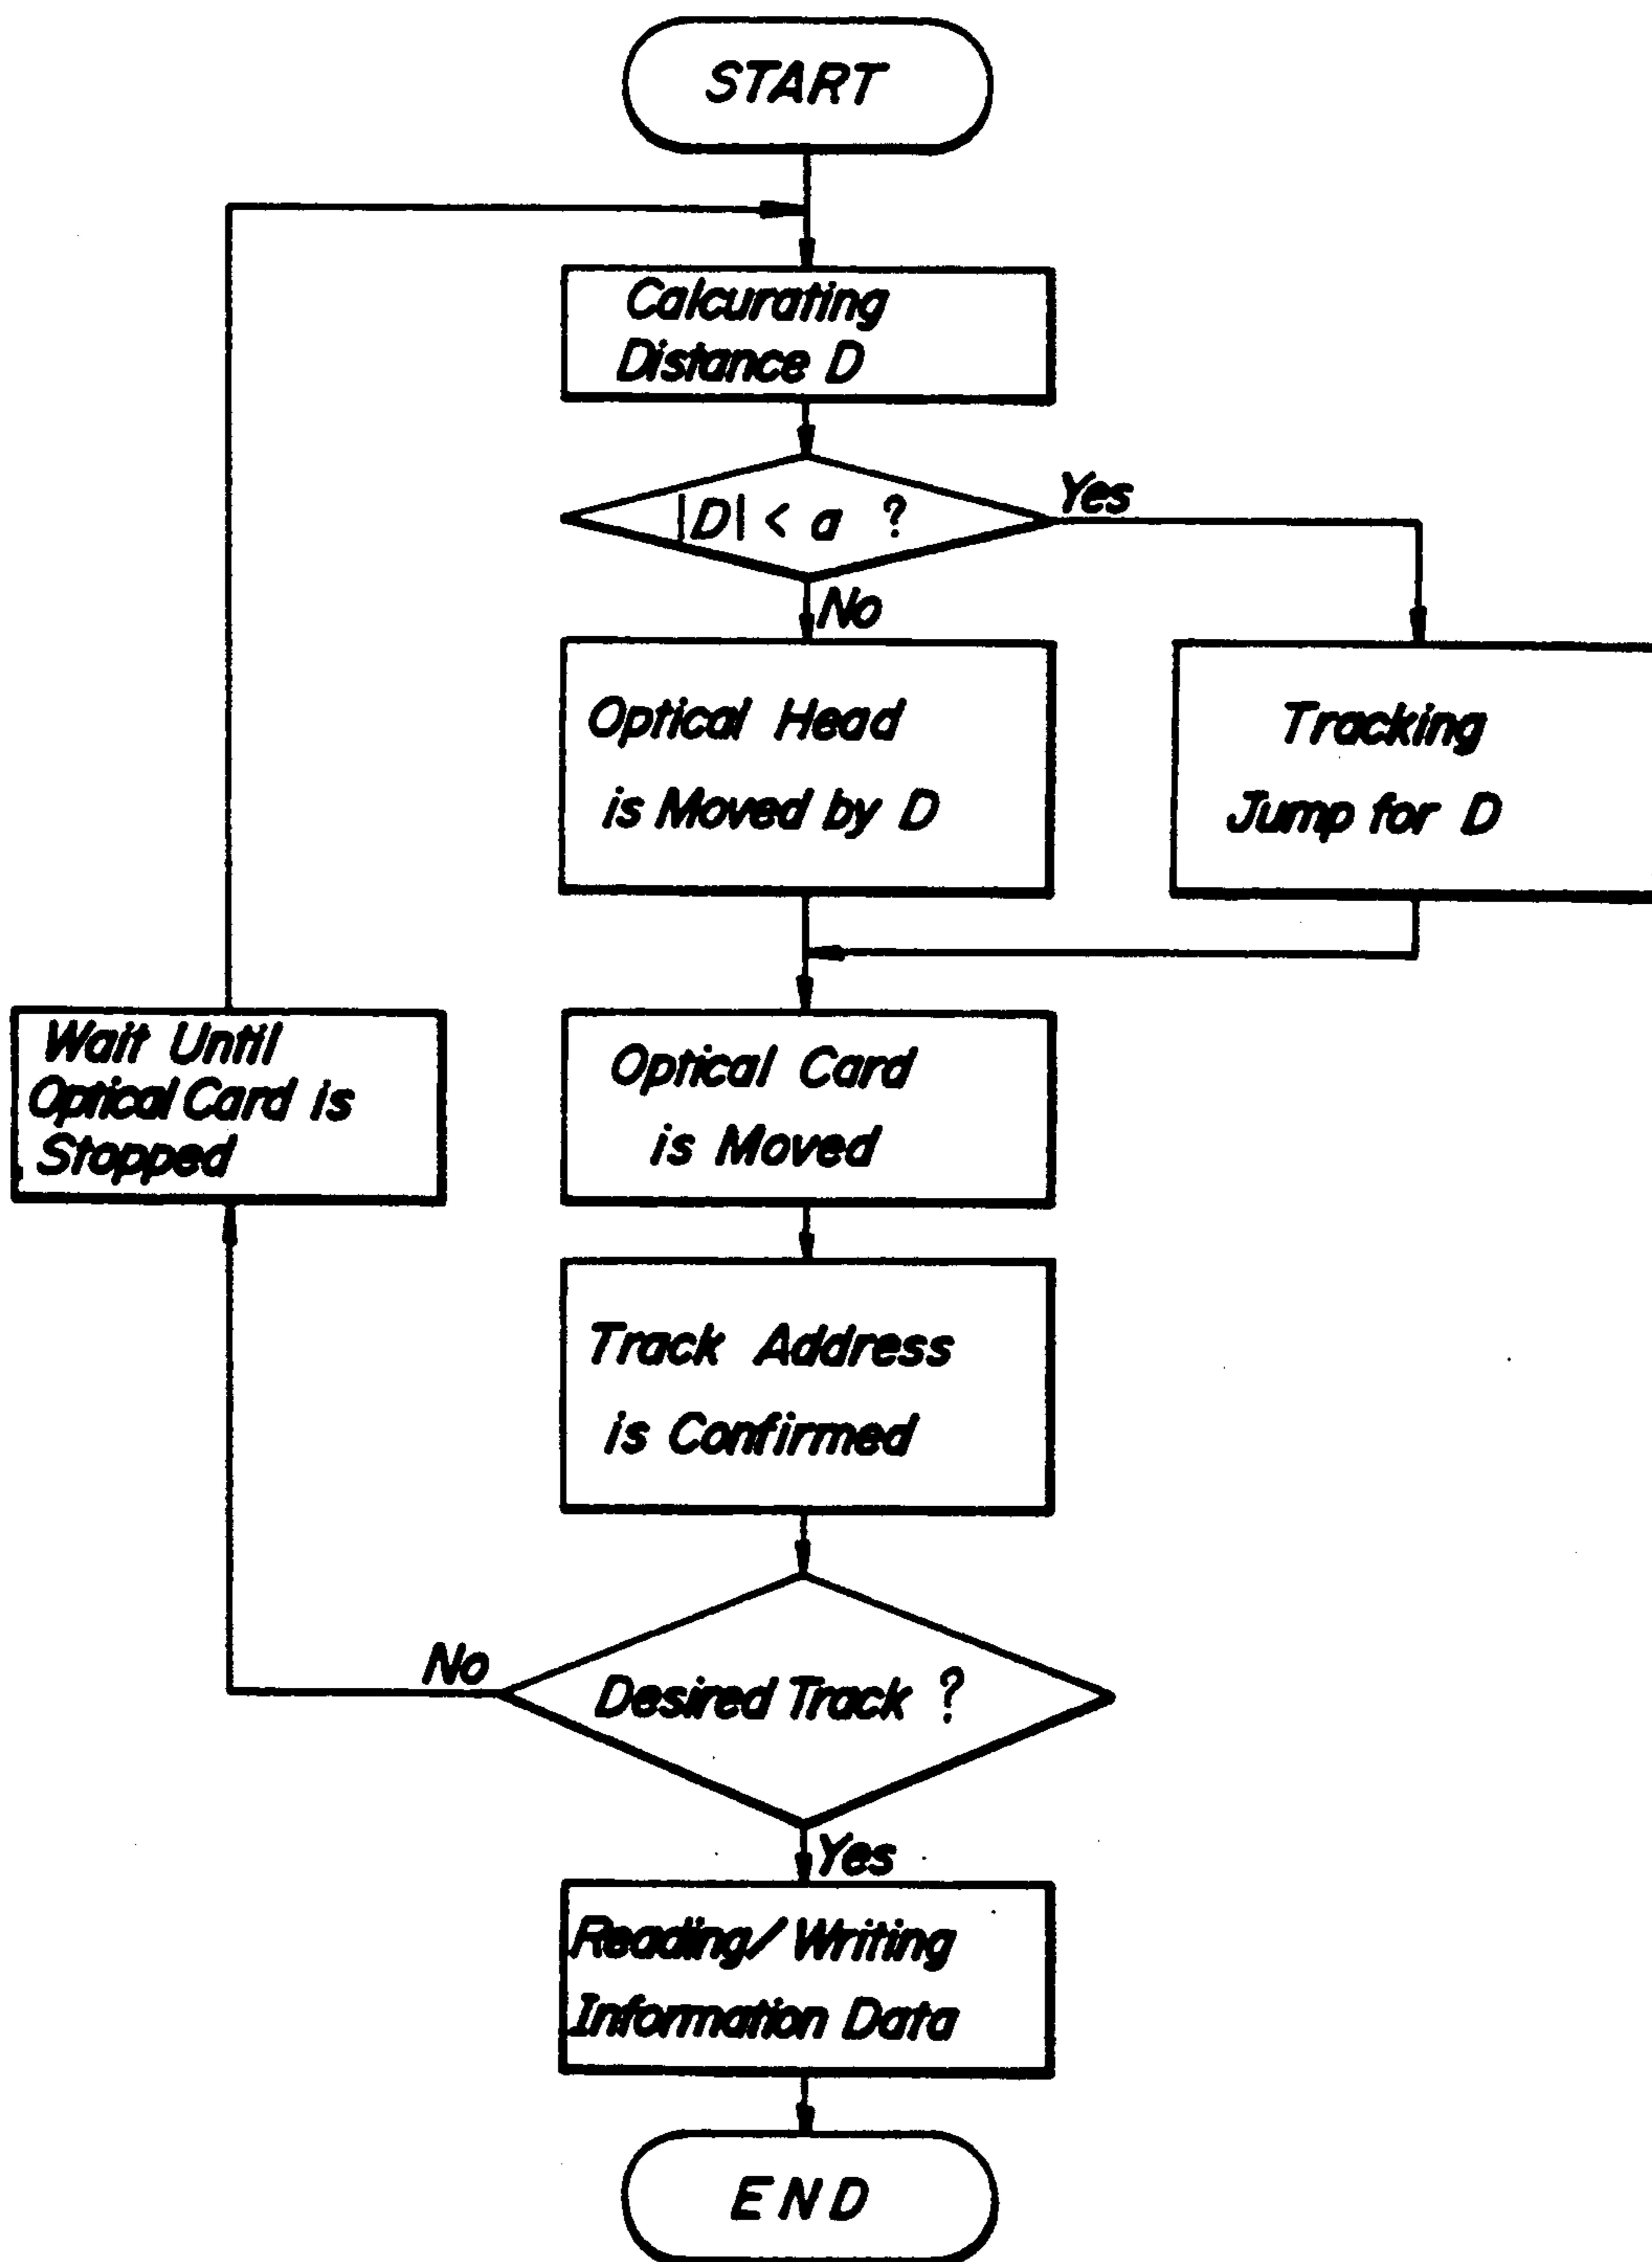 START
Calcurating
Distance D
|D| < a ?
Yes
No
Optical Head
is Moved by D
Tracking
Jump for D
Wait Until
Optical Card is
Stopped
Optical Card
is Moved
Track Address
is Confirmed
No
Desired Track ?
Yes
Reading/Writing
Information Data
END